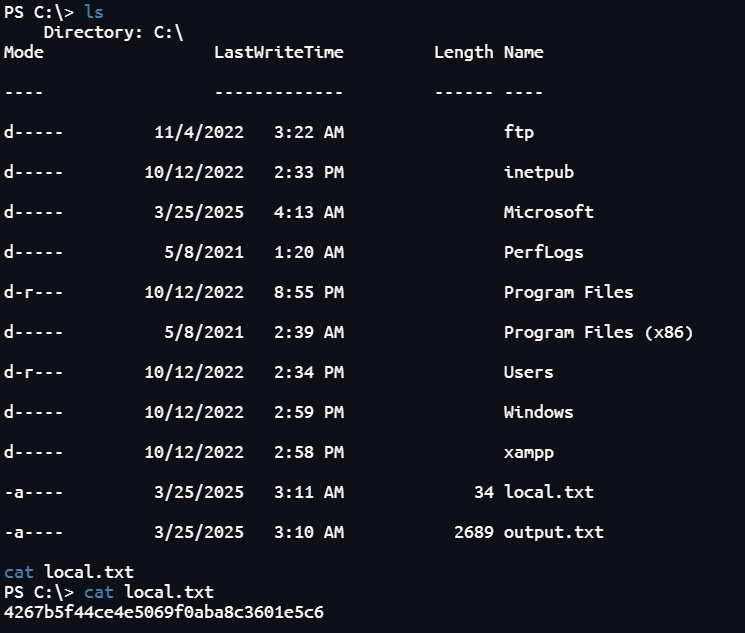 PS C:\> ls
    Directory: C:\
Mode                 LastWriteTime         Length Name
----                 -------------         ------ ----
d-----         11/4/2022   3:22 AM                ftp
d-----        10/12/2022   2:33 PM                inetpub
d-----         3/25/2025   4:13 AM                Microsoft
d-----          5/8/2021   1:20 AM                PerfLogs
d-r---        10/12/2022   8:55 PM                Program Files
d-----          5/8/2021   2:39 AM                Program Files (x86)
d-r---        10/12/2022   2:34 PM                Users
d-----        10/12/2022   2:59 PM                Windows
d-----        10/12/2022   2:58 PM                xampp
-a----         3/25/2025   3:11 AM             34 local.txt
-a----         3/25/2025   3:10 AM           2689 output.txt
cat local.txt
PS C:\> cat local.txt
4267b5f44ce4e5069f0aba8c3601e5c6